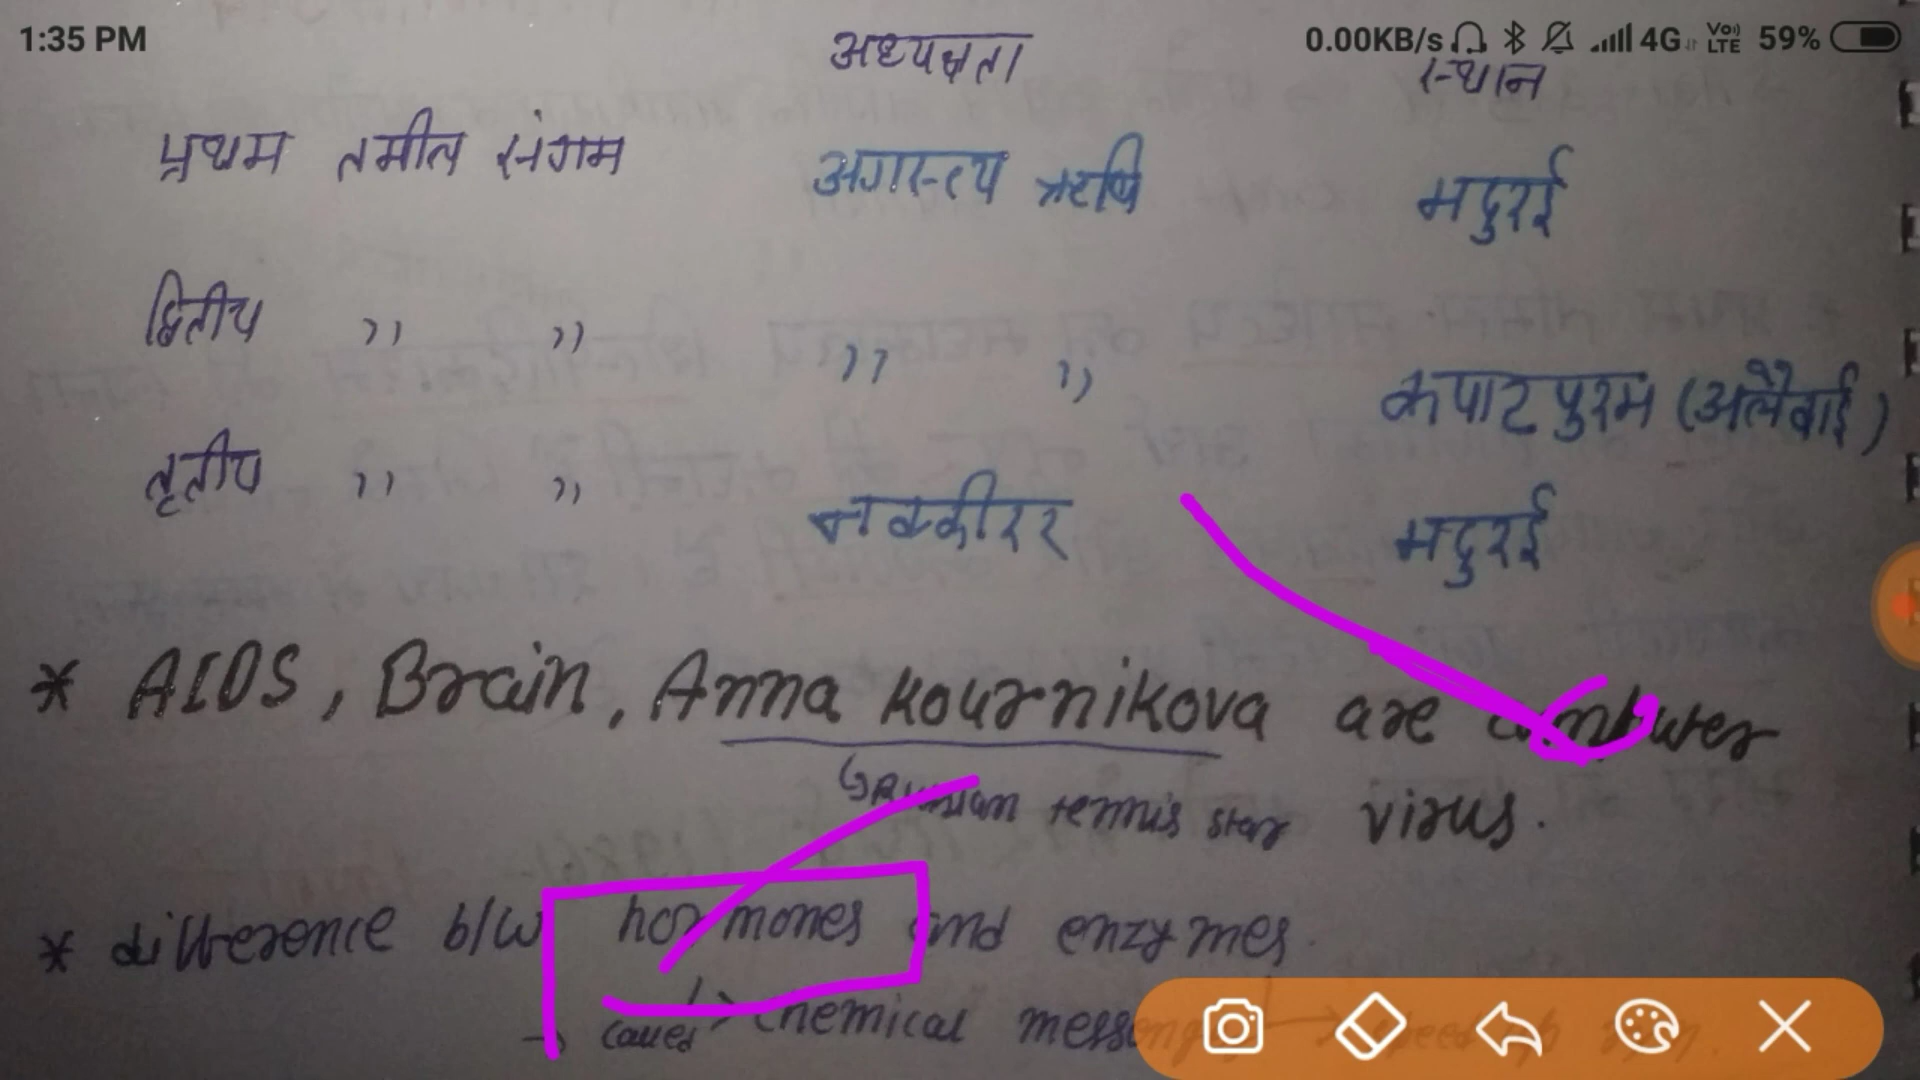 1:35 PM 0.00KB/s 4G VoLTE 59%
अध्यक्षता स्थान
प्रथम तमील संगम अगस्त्य ऋषि मदुरई
द्वितीय ,, ,, ,, ,, कपाटपुरम (अलैवाई)
तृतीय ,, ,, नक्कीरर मदुरई
* AIDS, Brain, Anna kournikova are computer
↳ Russian tennis star virus.
* difference b/w hormones and enzymes.
→ called > chemical